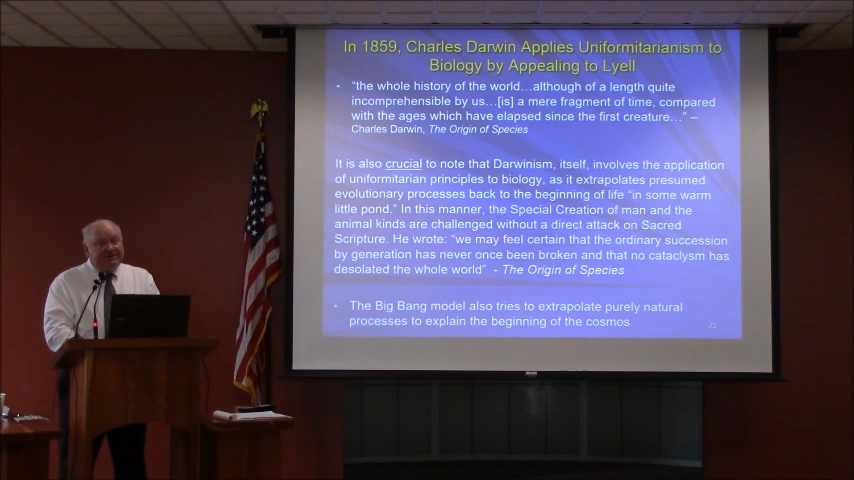 In 1859, Charles Darwin Applies Uniformitarianism to
Biology by Appealing to Lyell
• “the whole history of the world…although of a length quite
incomprehensible by us…[is] a mere fragment of time, compared
with the ages which have elapsed since the first creature…” –
Charles Darwin, The Origin of Species
It is also crucial to note that Darwinism, itself, involves the application
of uniformitarian principles to biology, as it extrapolates presumed
evolutionary processes back to the beginning of life “in some warm
little pond.” In this manner, the Special Creation of man and the
animal kinds are challenged without a direct attack on Sacred
Scripture. He wrote: “we may feel certain that the ordinary succession
by generation has never once been broken and that no cataclysm has
desolated the whole world” - The Origin of Species
• The Big Bang model also tries to extrapolate purely natural
processes to explain the beginning of the cosmos